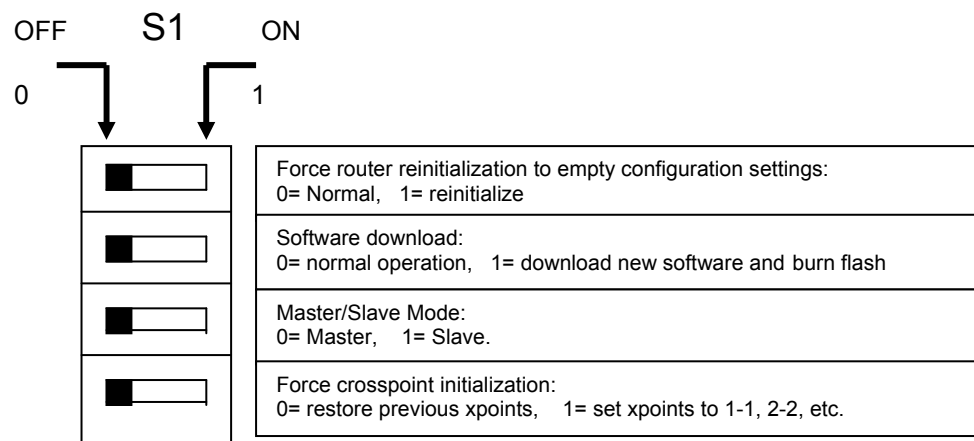 OFF S1 ON
0 1
Force router reinitialization to empty configuration settings:
0= Normal, 1= reinitialize
Software download:
0= normal operation, 1= download new software and burn flash
Master/Slave Mode:
0= Master, 1= Slave.
Force crosspoint initialization:
0= restore previous xpoints, 1= set xpoints to 1-1, 2-2, etc.